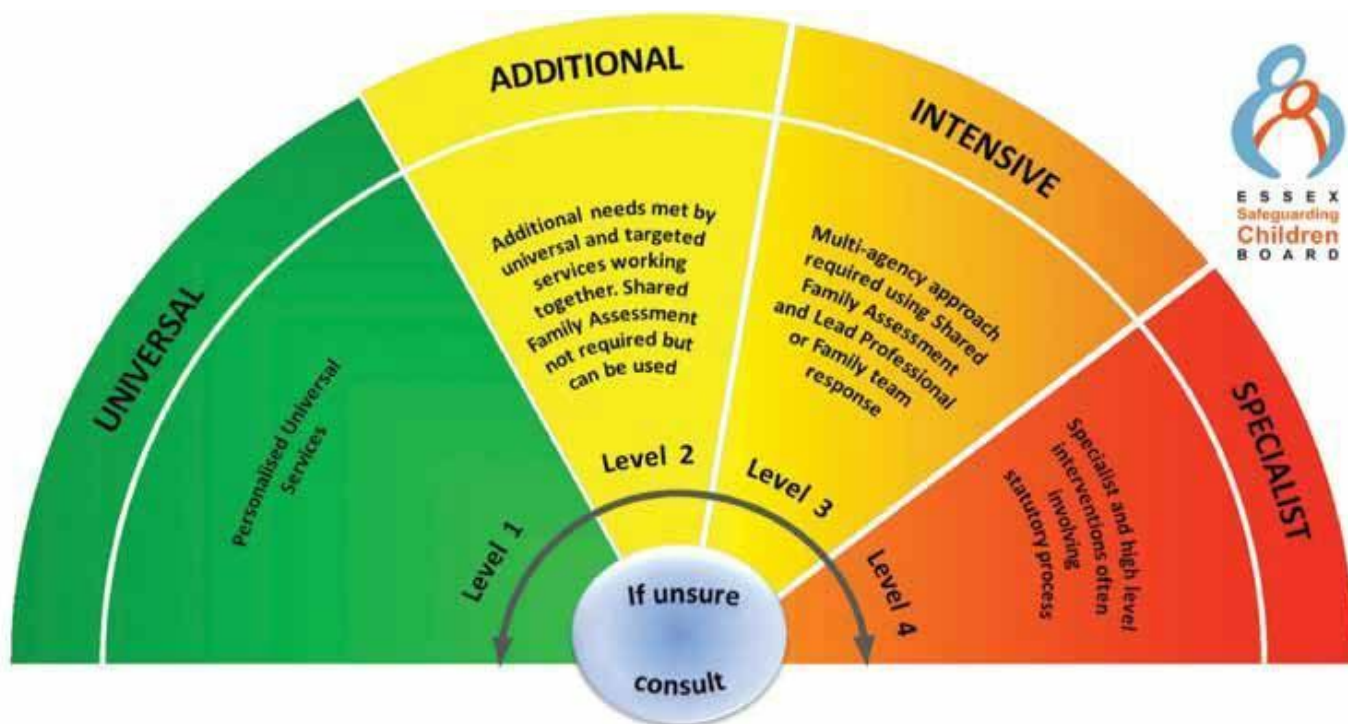 UNIVERSAL
Personalised Universal
Services
Level 1
ADDITIONAL
Additional needs met by
universal and targeted
services working
together. Shared
Family Assessment
not required but
can be used
Level 2
INTENSIVE
Multi-agency approach
required using Shared
Family Assessment
and Lead Professional
or Family team
response
Level 3
SPECIALIST
Specialist and high level
interventions often
involving
statutory process
Level 4
If unsure
consult
ESSEX
Safeguarding
Children
BOARD